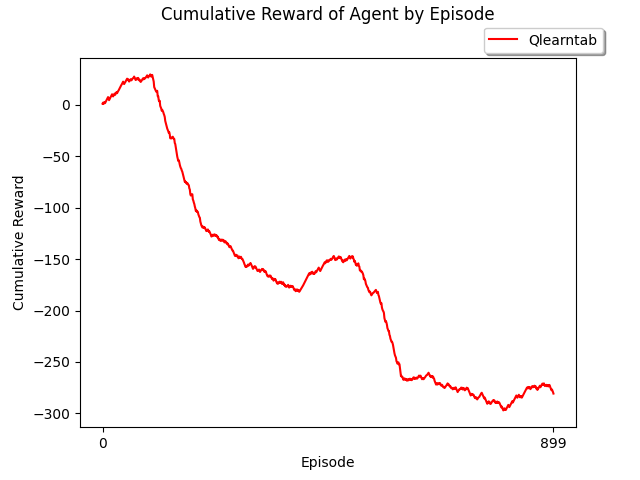 Cumulative Reward of Agent by Episode
Qlearntab
0
−50
−100
−150
−200
−250
−300
Cumulative Reward
0
899
Episode